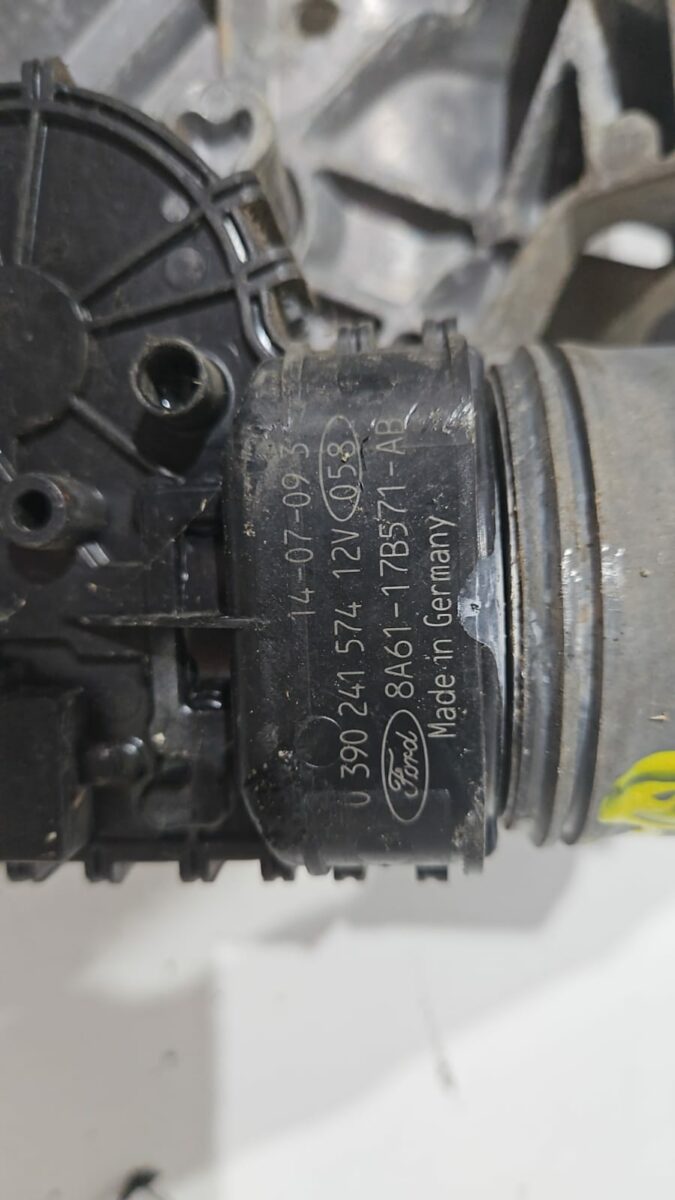 14-07-09 3
0 390 241 574 12V 058
Ford 8A61-17B571-AB
Made in Germany